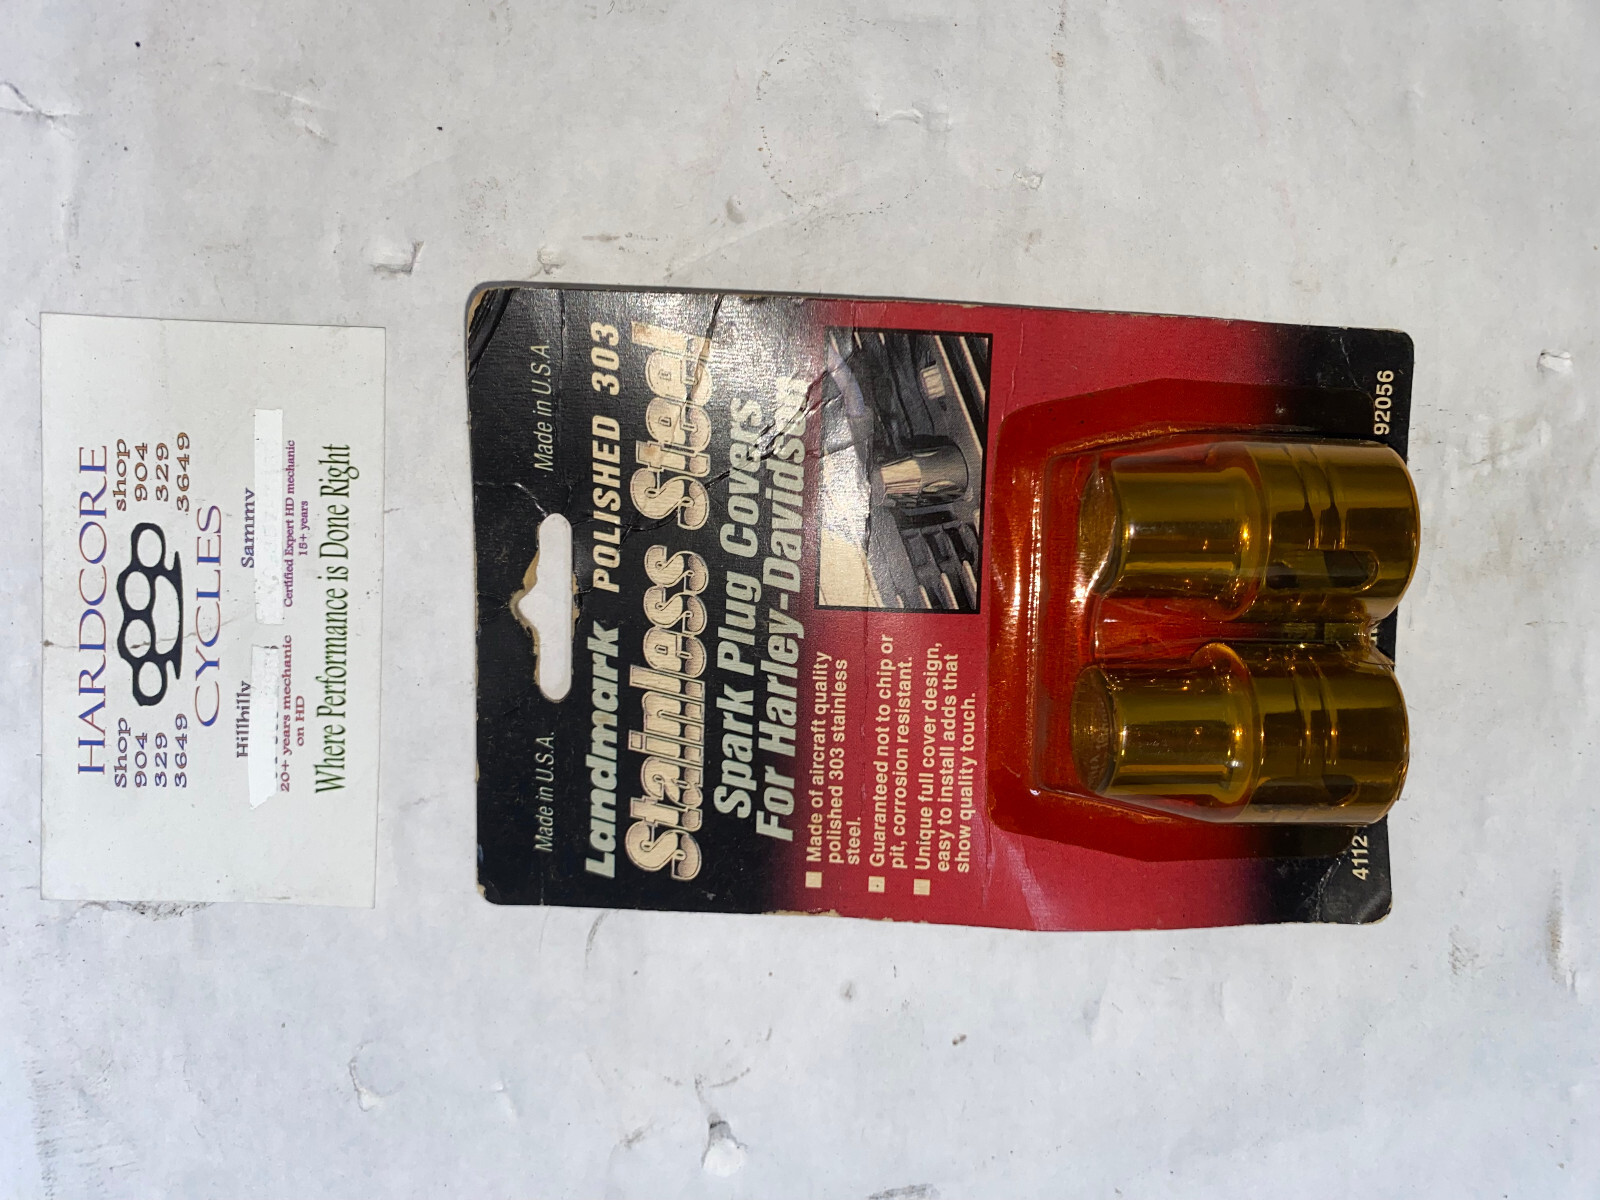 HARDCORE
shop
904
329
3649
shop
904
329
3649
CYCLES
Hillbilly
Sammy
20+ years mechanic
on HD
Certified Expert HD mechanic
15+ years
Where Performance is Done Right
Made in U.S.A.
Made in U.S.A.
Landmark POLISHED 303
Stainless Steel
Spark Plug Covers
For Harley-Davidson
■ Made of aircraft quality
polished 303 stainless
steel.
■ Guaranteed not to chip or
pit, corrosion resistant.
■ Unique full cover design,
easy to install adds that
show quality touch.
4112
92056